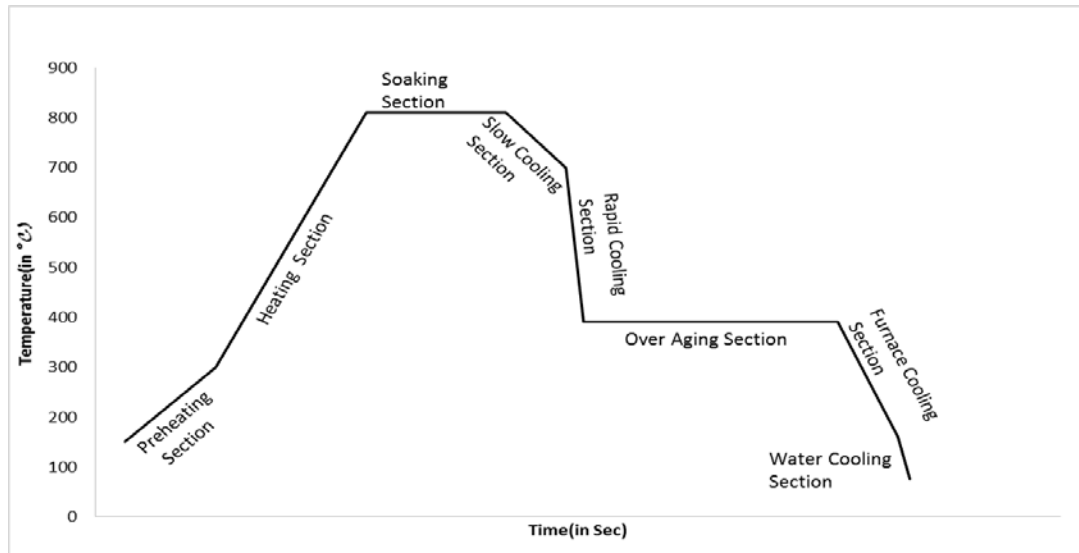 900
800
700
600
500
400
300
200
100
0
Temperature(in °C)
Time(in Sec)
Preheating
Section
Heating Section
Soaking
Section
Slow Cooling
Section
Rapid Cooling
Section
Over Aging Section
Furnace Cooling
Section
Water Cooling
Section